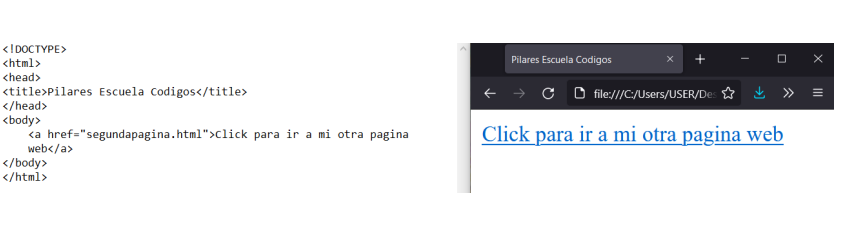 <!DOCTYPE>
<html>
<head>
<title>Pilares Escuela Codigos</title>
</head>
<body>
<a href="segundapagina.html">Click para ir a mi otra pagina
web</a>
</body>
</html>
Pilares Escuela Codigos
file:///C:/Users/USER/Des
Click para ir a mi otra pagina web